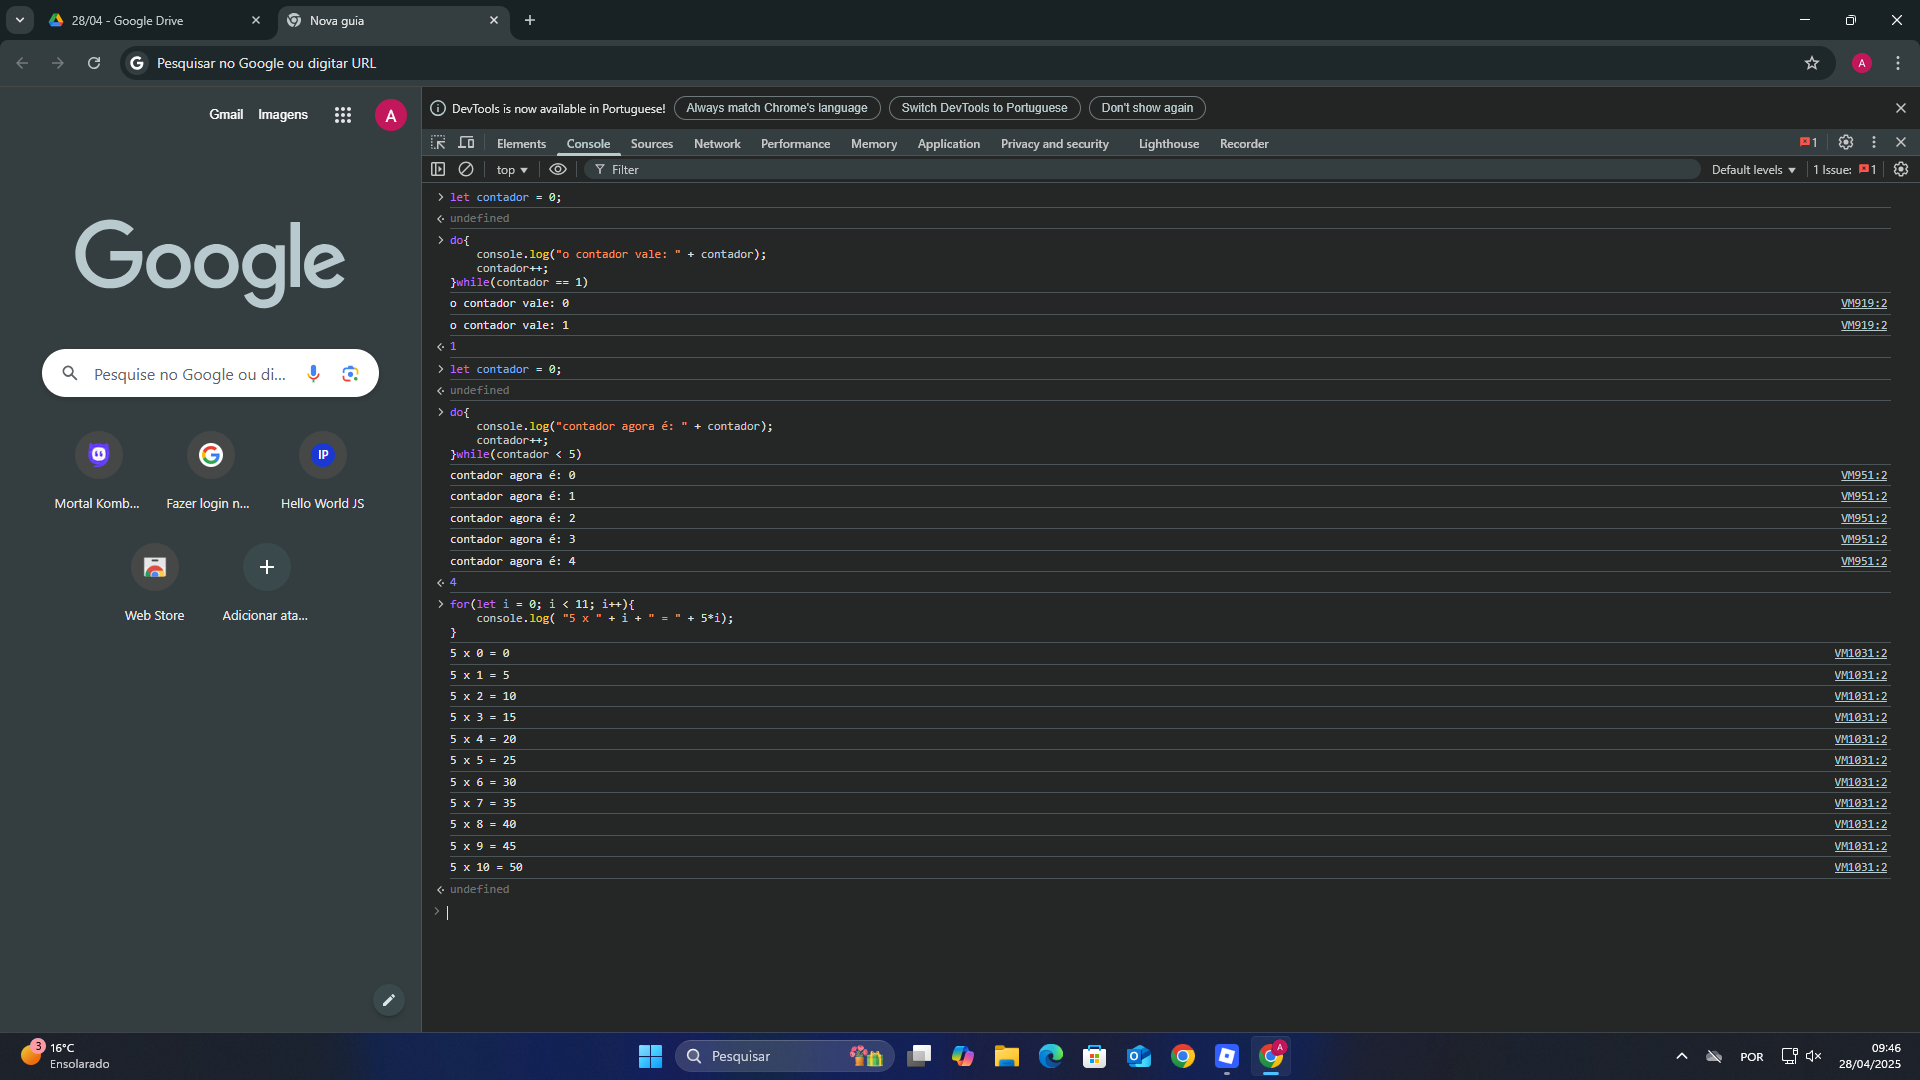 28/04 - Google Drive
Nova guia
Pesquisar no Google ou digitar URL
A
Gmail
Imagens
A
Google
Pesquise no Google ou di...
Mortal Komb...
Fazer login n...
IP
Hello World JS
Web Store
Adicionar ata...
DevTools is now available in Portuguese!
Always match Chrome's language
Switch DevTools to Portuguese
Don't show again
Elements
Console
Sources
Network
Performance
Memory
Application
Privacy and security
Lighthouse
Recorder
1
top
Filter
Default levels
1 Issue:
1
let contador = 0;
undefined
do{
    console.log("o contador vale: " + contador);
    contador++;
}while(contador == 1)
o contador vale: 0 VM919:2
o contador vale: 1 VM919:2
1
let contador = 0;
undefined
do{
    console.log("contador agora é: " + contador);
    contador++;
}while(contador < 5)
contador agora é: 0 VM951:2
contador agora é: 1 VM951:2
contador agora é: 2 VM951:2
contador agora é: 3 VM951:2
contador agora é: 4 VM951:2
4
for(let i = 0; i < 11; i++){
    console.log( "5 x " + i + " = " + 5*i);
}
5 x 0 = 0 VM1031:2
5 x 1 = 5 VM1031:2
5 x 2 = 10 VM1031:2
5 x 3 = 15 VM1031:2
5 x 4 = 20 VM1031:2
5 x 5 = 25 VM1031:2
5 x 6 = 30 VM1031:2
5 x 7 = 35 VM1031:2
5 x 8 = 40 VM1031:2
5 x 9 = 45 VM1031:2
5 x 10 = 50 VM1031:2
undefined
3
16°C
Ensolarado
Pesquisar
A
POR
09:46
28/04/2025